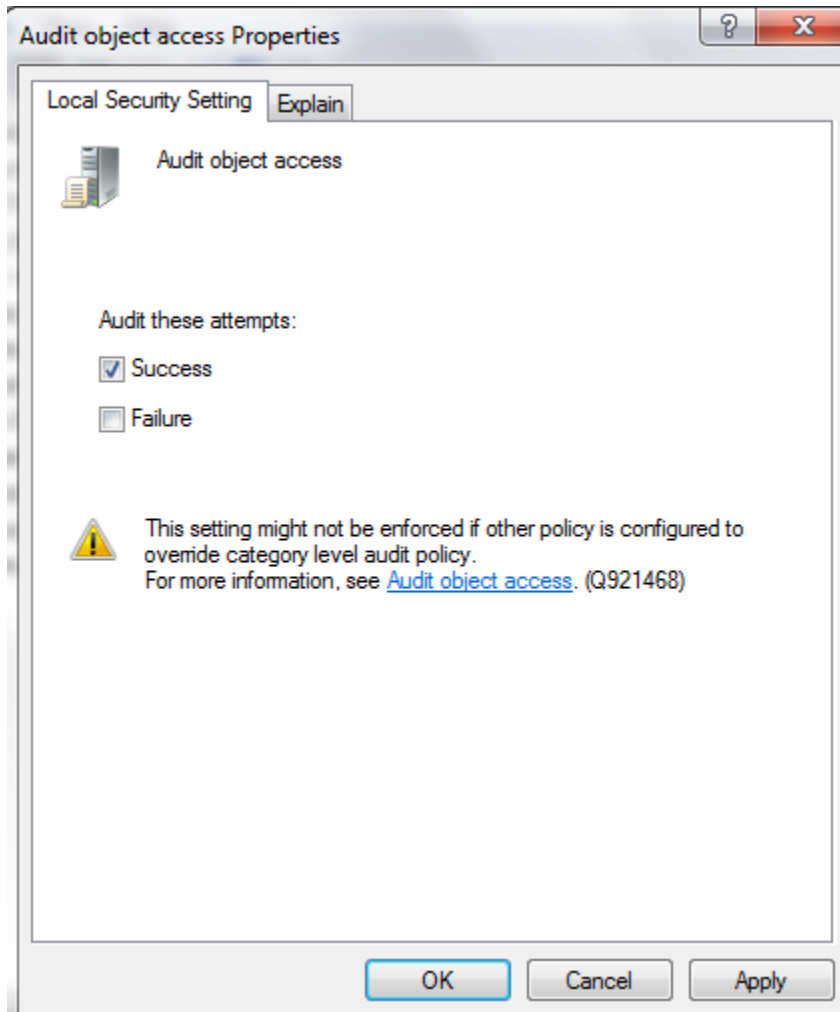 Audit object access Properties
Local Security Setting
Explain
Audit object access
Audit these attempts:
Success
Failure
This setting might not be enforced if other policy is configured to
override category level audit policy.
For more information, see Audit object access. (Q921468)
OK
Cancel
Apply